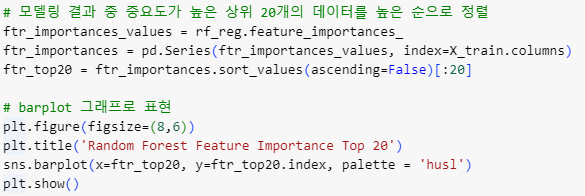 # 모델링 결과 중 중요도가 높은 상위 20개의 데이터를 높은 순으로 정렬
ftr_importances_values = rf_reg.feature_importances_
ftr_importances = pd.Series(ftr_importances_values, index=X_train.columns)
ftr_top20 = ftr_importances.sort_values(ascending=False)[:20]

# barplot 그래프로 표현
plt.figure(figsize=(8,6))
plt.title('Random Forest Feature Importance Top 20')
sns.barplot(x=ftr_top20, y=ftr_top20.index, palette = 'husl')
plt.show()